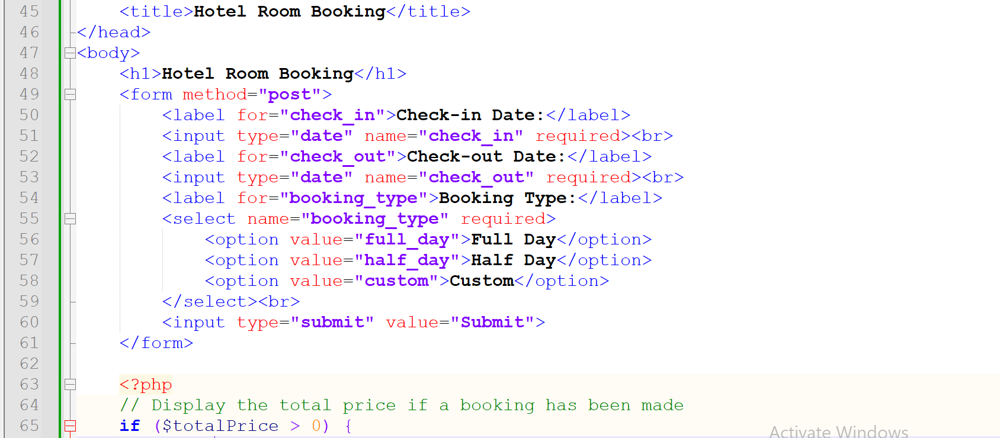 45 <title>Hotel Room Booking</title>
46 </head>
47 <body>
48 <h1>Hotel Room Booking</h1>
49 <form method="post">
50 <label for="check_in">Check-in Date:</label>
51 <input type="date" name="check_in" required><br>
52 <label for="check_out">Check-out Date:</label>
53 <input type="date" name="check_out" required><br>
54 <label for="booking_type">Booking Type:</label>
55 <select name="booking_type" required>
56 <option value="full_day">Full Day</option>
57 <option value="half_day">Half Day</option>
58 <option value="custom">Custom</option>
59 </select><br>
60 <input type="submit" value="Submit">
61 </form>
62
63 <?php
64 // Display the total price if a booking has been made
65 if ($totalPrice > 0) {
Activate Windows